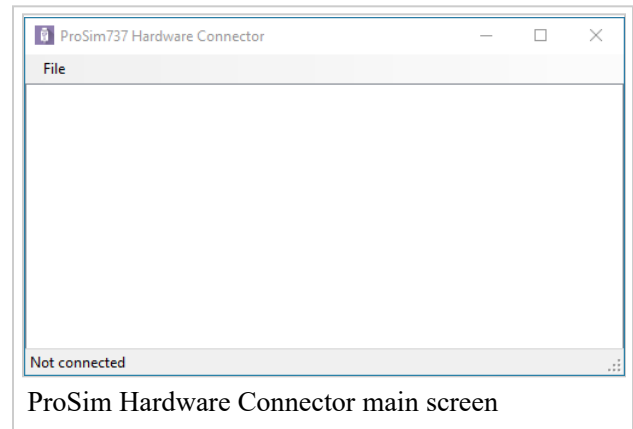 ProSim737 Hardware Connector
File
Not connected
ProSim Hardware Connector main screen